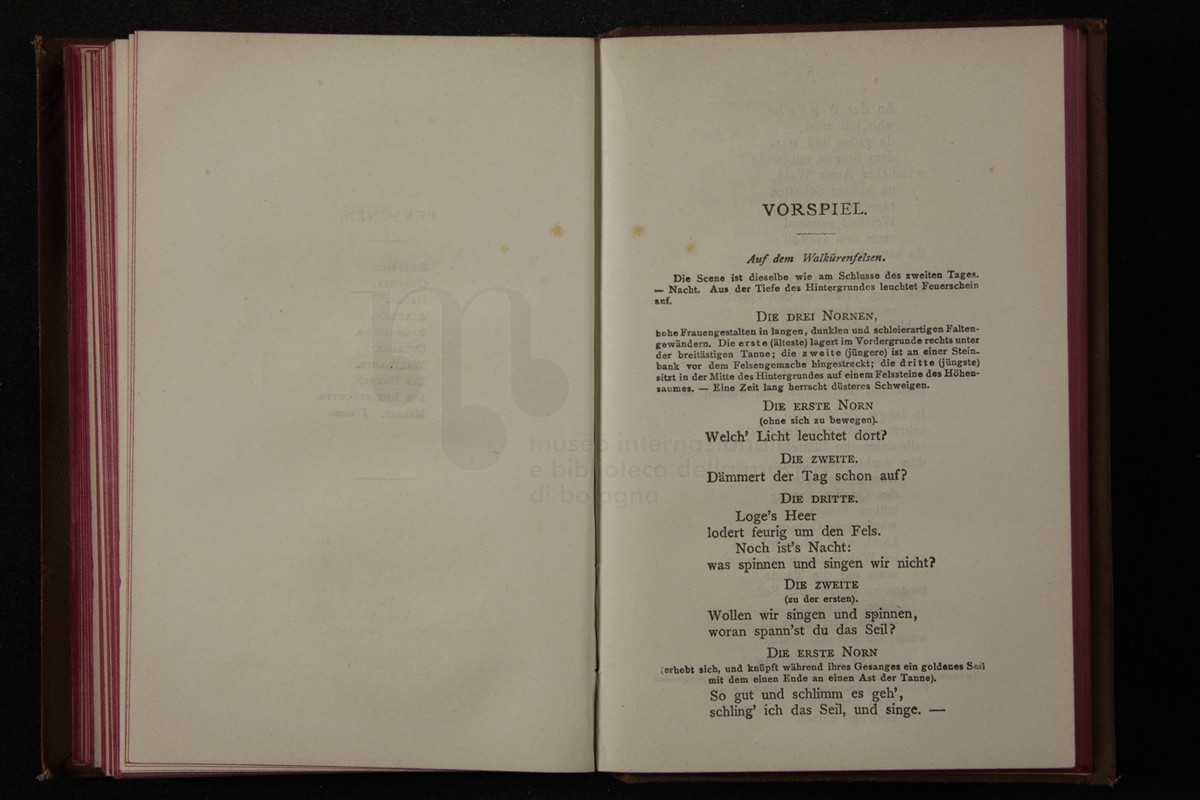 museo internazionale
e biblioteca della musica
di bologna
VORSPIEL.
Auf dem Walkürenfelsen.
Die Scene ist dieselbe wie am Schlusse des zweiten Tages.
— Nacht. Aus der Tiefe des Hintergrundes leuchtet Feuerschein
auf.
DIE DREI NORNEN,
hohe Frauengestalten in langen, dunklen und schleierartigen Falten-
gewändern. Die erste (älteste) lagert im Vordergrunde rechts unter
der breitästigen Tanne; die zweite (jüngere) ist an einer Stein-
bank vor dem Felsengemache hingestreckt; die dritte (jüngste)
sitzt in der Mitte des Hintergrundes auf einem Felssteine des Höhen-
saumes. — Eine Zeit lang herrscht düsteres Schweigen.
DIE ERSTE NORN
(ohne sich zu bewegen).
Welch' Licht leuchtet dort?
DIE ZWEITE.
Dämmert der Tag schon auf?
DIE DRITTE.
Loge's Heer
lodert feurig um den Fels.
Noch ist's Nacht:
was spinnen und singen wir nicht?
DIE ZWEITE
(zu der ersten).
Wollen wir singen und spinnen,
woran spann'st du das Seil?
DIE ERSTE NORN
(erhebt sich, und knüpft während ihres Gesanges ein goldenes Seil
mit dem einen Ende an einen Ast der Tanne).
So gut und schlimm es geh',
schling' ich das Seil, und singe. —